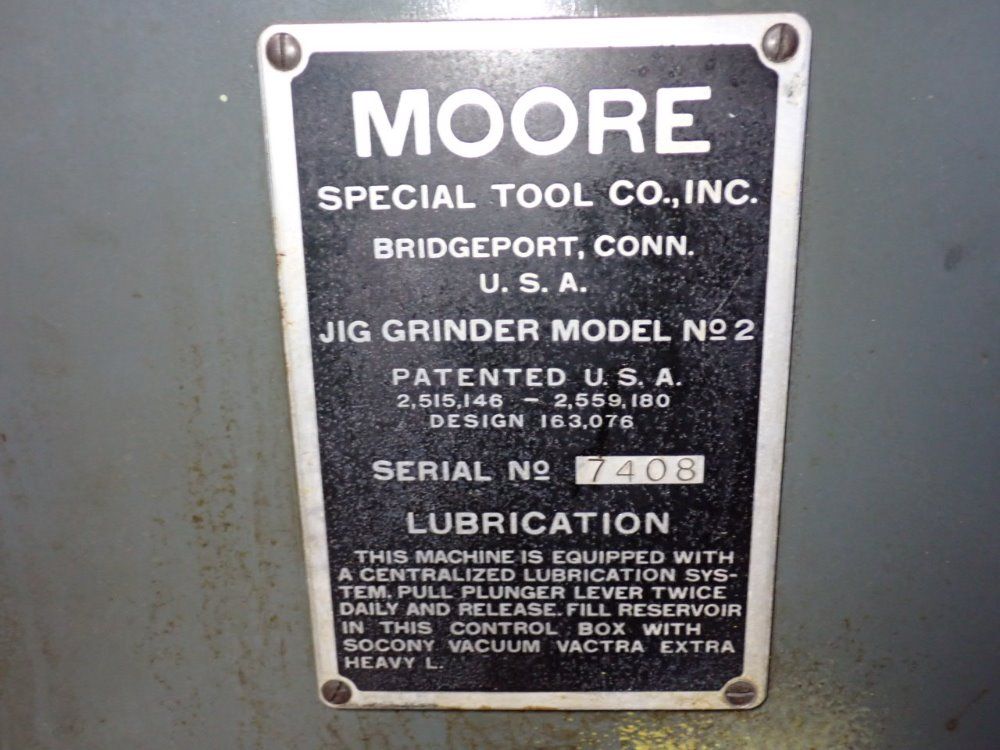 MOORE
SPECIAL TOOL CO., INC.
BRIDGEPORT, CONN.
U. S. A.
JIG GRINDER MODEL Nº 2
PATENTED U. S. A.
2,515,146 - 2,559,180
DESIGN 163,076
SERIAL Nº 7408
LUBRICATION
THIS MACHINE IS EQUIPPED WITH
A CENTRALIZED LUBRICATION SYS-
TEM. PULL PLUNGER LEVER TWICE
DAILY AND RELEASE. FILL RESERVOIR
IN THIS CONTROL BOX WITH
SOCONY VACUUM VACTRA EXTRA
HEAVY L.